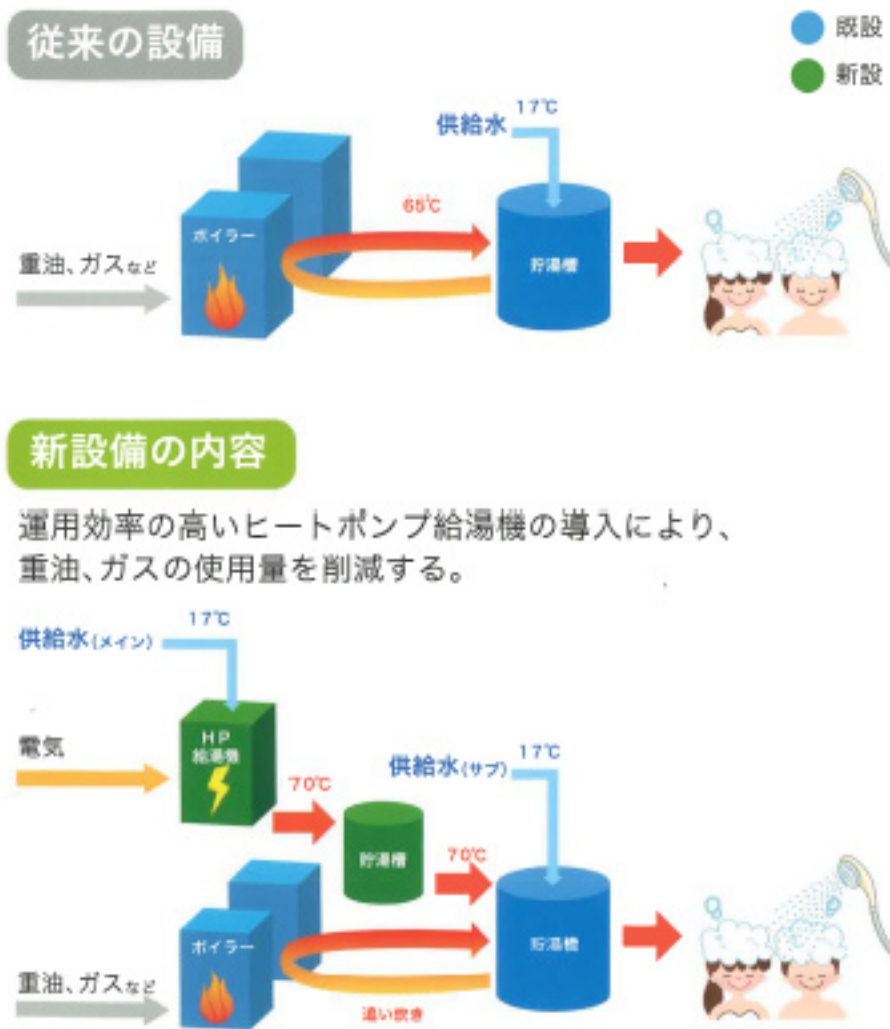 従来の設備
既設
新設
供給水
17℃
65℃
ボイラー
貯湯槽
重油、ガスなど
新設備の内容
運用効率の高いヒートポンプ給湯機の導入により、
重油、ガスの使用量を削減する。
17℃
供給水(メイン)
電気
HP
給湯機
70℃
供給水(サブ)
17℃
貯湯槽
70℃
ボイラー
貯湯槽
重油、ガスなど
追い炊き